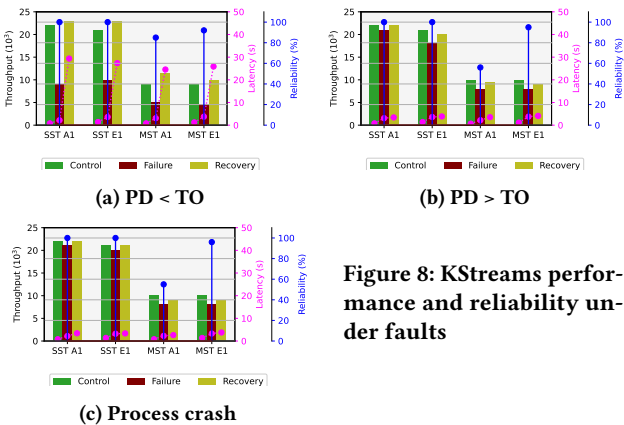 25
20
15
10
5
0
Throughput (10³)
SST A1 SST E1 MST A1 MST E1
50
40
30
20
10
0
Latency (s)
100
80
60
40
20
0
Reliability (%)
Control Failure Recovery
(a) PD < TO
25
20
15
10
5
0
Throughput (10³)
SST A1 SST E1 MST A1 MST E1
50
40
30
20
10
0
Latency (s)
100
80
60
40
20
0
Reliability (%)
Control Failure Recovery
(b) PD > TO
25
20
15
10
5
0
Throughput (10³)
SST A1 SST E1 MST A1 MST E1
50
40
30
20
10
0
Latency (s)
100
80
60
40
20
0
Reliability (%)
Control Failure Recovery
(c) Process crash
Figure 8: KStreams perfor-
mance and reliability un-
der faults